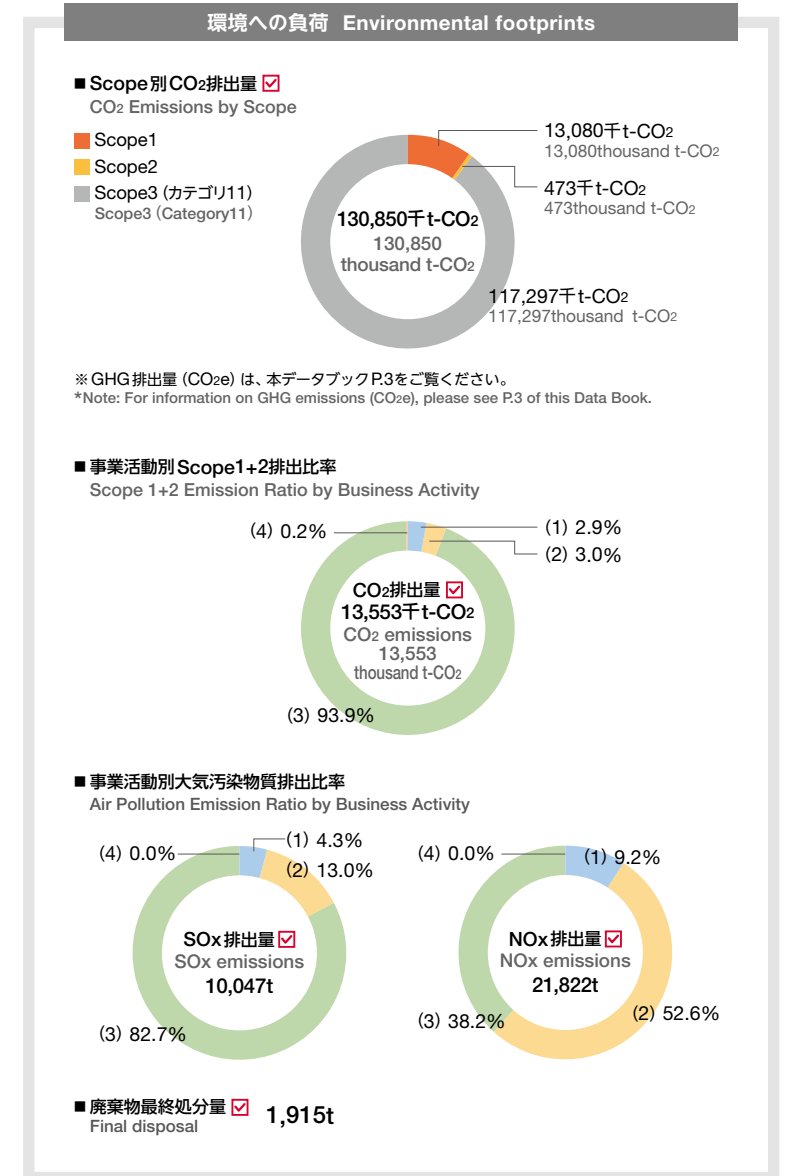 環境への負荷 Environmental footprints
■ Scope別CO2排出量 ☑
CO2 Emissions by Scope
Scope1
Scope2
Scope3（カテゴリ11）
Scope3（Category11）
13,080千t-CO2
13,080thousand t-CO2
473千t-CO2
473thousand t-CO2
130,850千t-CO2
130,850
thousand t-CO2
117,297千t-CO2
117,297thousand t-CO2
※GHG排出量（CO2e）は、本データブックP.3をご覧ください。
*Note: For information on GHG emissions (CO2e), please see P.3 of this Data Book.
■ 事業活動別Scope1+2排出比率
Scope 1+2 Emission Ratio by Business Activity
（4）0.2%
（1）2.9%
（2）3.0%
CO2排出量 ☑
13,553千t-CO2
CO2 emissions
13,553
thousand t-CO2
（3）93.9%
■ 事業活動別大気汚染物質排出比率
Air Pollution Emission Ratio by Business Activity
（4）0.0%
（1）4.3%
（2）13.0%
SOx排出量 ☑
SOx emissions
10,047t
（3）82.7%
（4）0.0%
（1）9.2%
NOx排出量 ☑
NOx emissions
21,822t
（2）52.6%
（3）38.2%
■ 廃棄物最終処分量 ☑ 1,915t
Final disposal